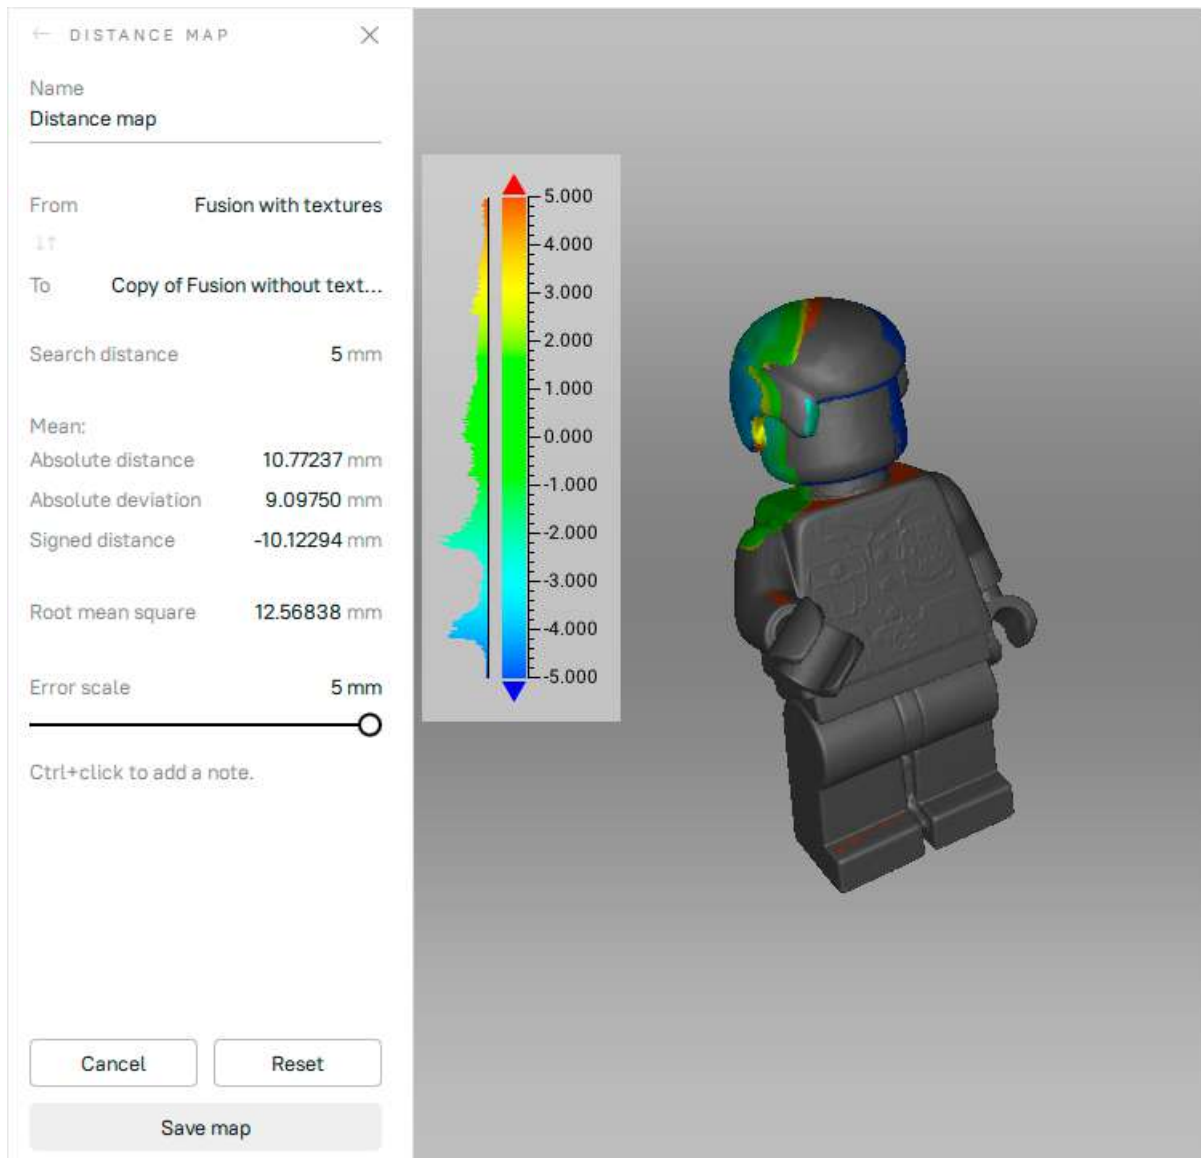 DISTANCE MAP
Name
Distance map
From Fusion with textures
To Copy of Fusion without text...
Search distance 5 mm
Mean:
Absolute distance 10.77237 mm
Absolute deviation 9.09750 mm
Signed distance -10.12294 mm
Root mean square 12.56838 mm
Error scale 5 mm
Ctrl+click to add a note.
Cancel Reset
Save map
5.000
4.000
3.000
2.000
1.000
0.000
-1.000
-2.000
-3.000
-4.000
-5.000